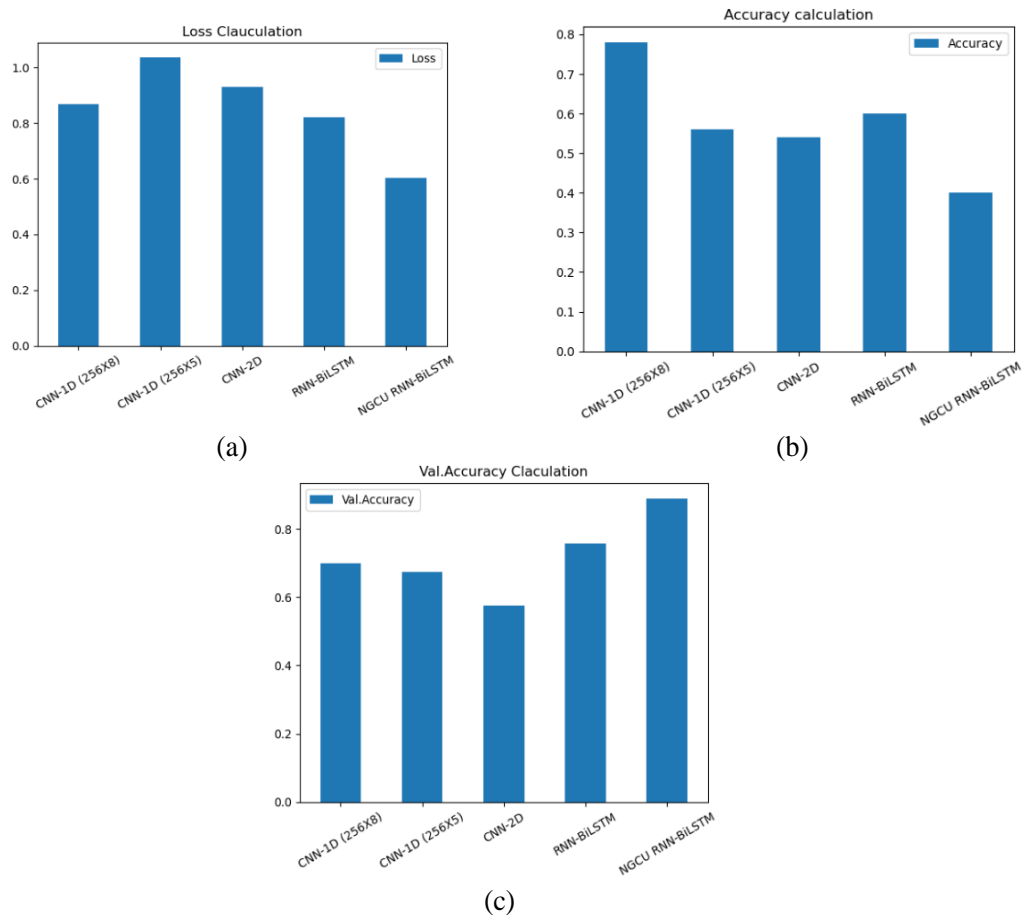 Loss Clauculation
Loss
1.0
0.8
0.6
0.4
0.2
0.0
CNN-1D (256X8)
CNN-1D (256X5)
CNN-2D
RNN-BiLSTM
NGCU RNN-BiLSTM
(a)
Accuracy calculation
Accuracy
0.8
0.7
0.6
0.5
0.4
0.3
0.2
0.1
0.0
CNN-1D (256X8)
CNN-1D (256X5)
CNN-2D
RNN-BiLSTM
NGCU RNN-BiLSTM
(b)
Val.Accuracy Claculation
Val.Accuracy
0.8
0.6
0.4
0.2
0.0
CNN-1D (256X8)
CNN-1D (256X5)
CNN-2D
RNN-BiLSTM
NGCU RNN-BiLSTM
(c)